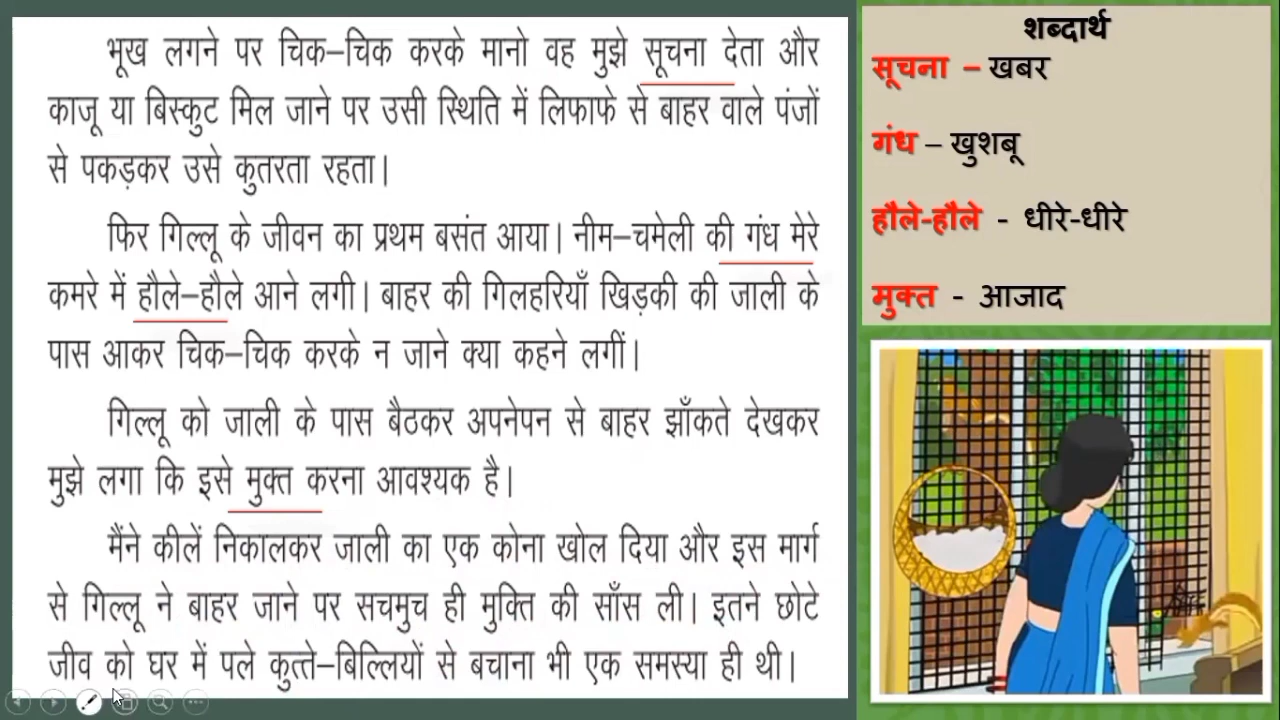 भूख लगने पर चिक–चिक करके मानो वह मुझे सूचना देता और
काजू या बिस्कुट मिल जाने पर उसी स्थिति में लिफाफे से बाहर वाले पंजों
से पकड़कर उसे कुतरता रहता।
फिर गिल्लू के जीवन का प्रथम बसंत आया। नीम–चमेली की गंध मेरे
कमरे में हौले–हौले आने लगी। बाहर की गिलहरियाँ खिड़की की जाली के
पास आकर चिक–चिक करके न जाने क्या कहने लगीं।
गिल्लू को जाली के पास बैठकर अपनेपन से बाहर झाँकते देखकर
मुझे लगा कि इसे मुक्त करना आवश्यक है।
मैंने कीलें निकालकर जाली का एक कोना खोल दिया और इस मार्ग
से गिल्लू ने बाहर जाने पर सचमुच ही मुक्ति की साँस ली। इतने छोटे
जीव को घर में पले कुत्ते–बिल्लियों से बचाना भी एक समस्या ही थी।
शब्दार्थ
सूचना – खबर
गंध – खुशबू
हौले-हौले - धीरे-धीरे
मुक्त - आजाद